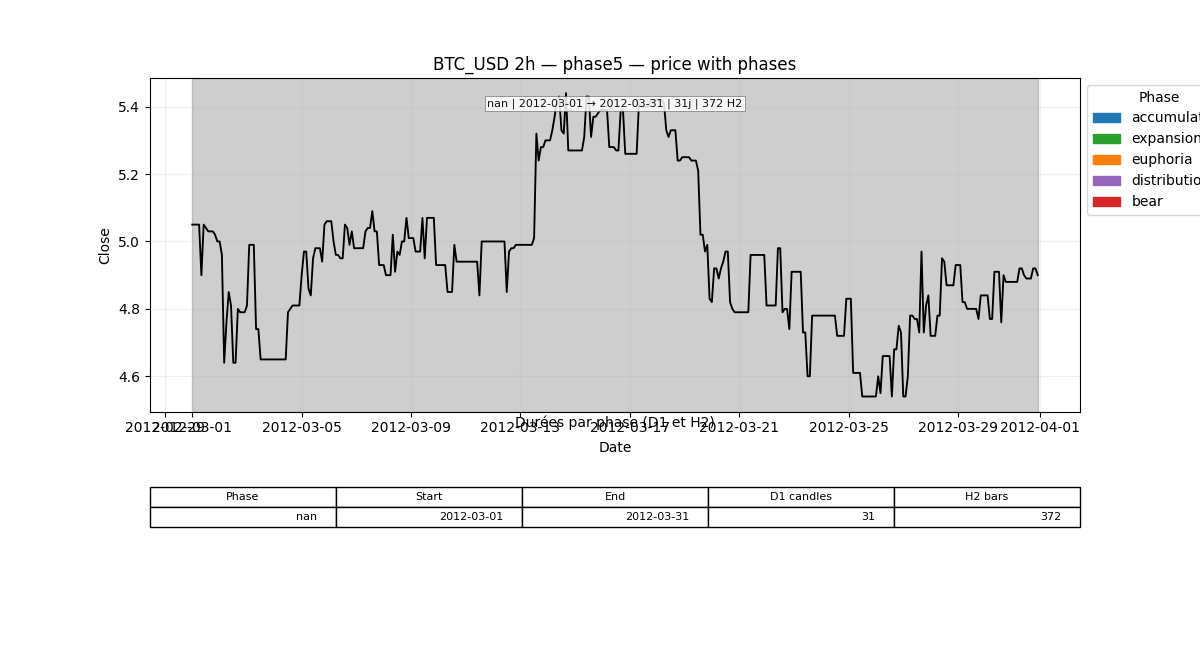 BTC_USD 2h — phase5 — price with phases
nan | 2012-03-01 → 2012-03-31 | 31j | 372 H2
Phase
accumulat
expansion
euphoria
distributio
bear
Close
5.4
5.2
5.0
4.8
4.6
2012-02-29 2012-03-01 2012-03-05 2012-03-09 2012-03-13 2012-03-17 2012-03-21 2012-03-25 2012-03-29 2012-04-01
Durées par phase (D1 et H2)
Date
Phase Start End D1 candles H2 bars
nan 2012-03-01 2012-03-31 31 372